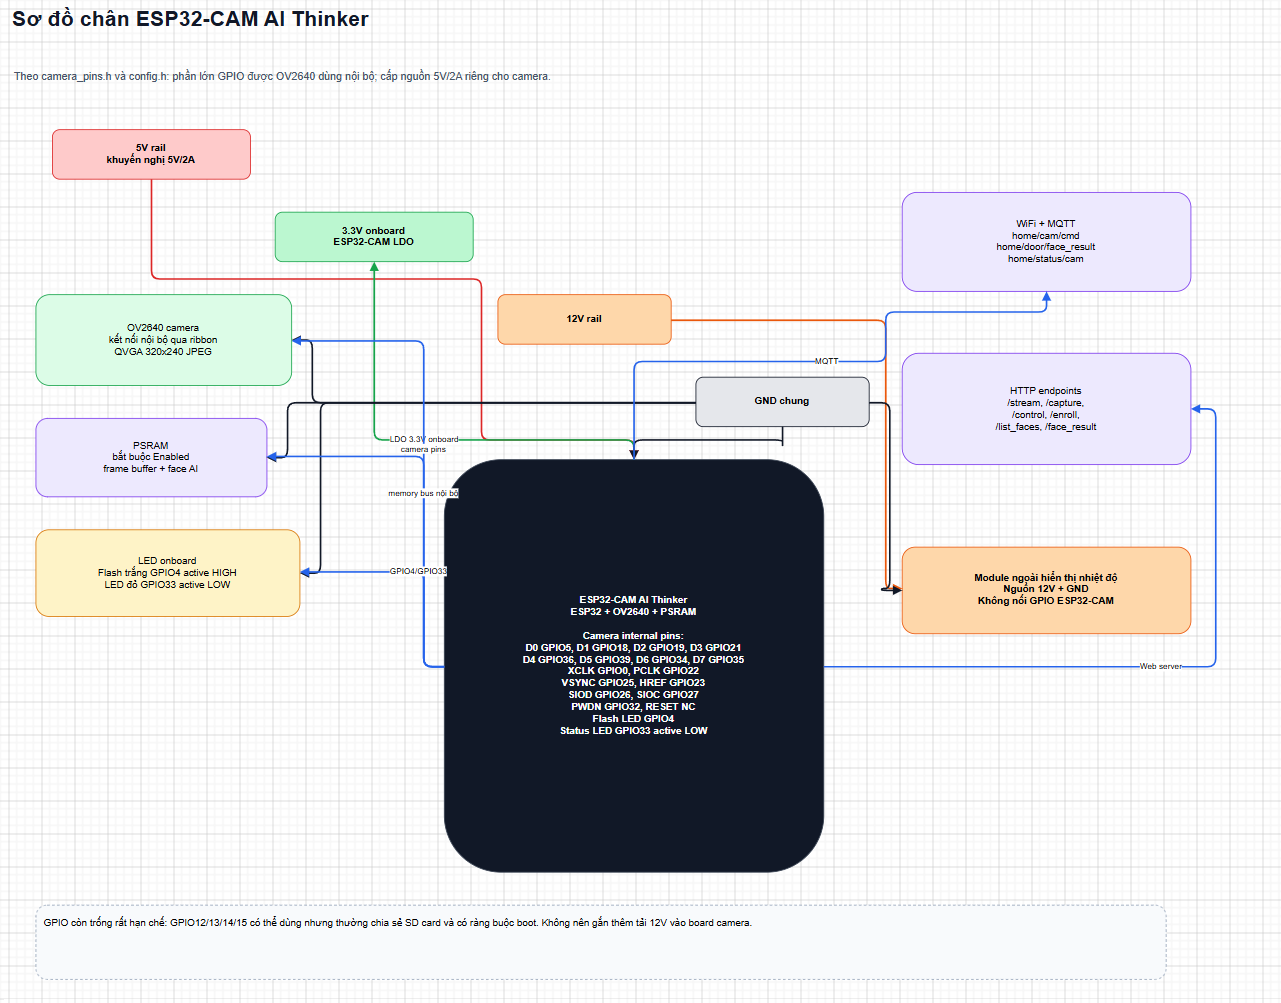 Sơ đồ chân ESP32-CAM AI Thinker
Theo camera_pins.h và config.h: phần lớn GPIO được OV2640 dùng nội bộ; cấp nguồn 5V/2A riêng cho camera.
5V rail
khuyến nghị 5V/2A
3.3V onboard
ESP32-CAM LDO
WiFi + MQTT
home/cam/cmd
home/door/face_result
home/status/cam
OV2640 camera
kết nối nội bộ qua ribbon
QVGA 320x240 JPEG
12V rail
MQTT
GND chung
HTTP endpoints
/stream, /capture,
/control, /enroll,
/list_faces, /face_result
PSRAM
bắt buộc Enabled
frame buffer + face AI
LDO 3.3V onboard
camera pins
memory bus nội bộ
LED onboard
Flash trắng GPIO4 active HIGH
LED đỏ GPIO33 active LOW
GPIO4/GPIO33
ESP32-CAM AI Thinker
ESP32 + OV2640 + PSRAM
Camera internal pins:
D0 GPIO5, D1 GPIO18, D2 GPIO19, D3 GPIO21
D4 GPIO36, D5 GPIO39, D6 GPIO34, D7 GPIO35
XCLK GPIO0, PCLK GPIO22
VSYNC GPIO25, HREF GPIO23
SIOD GPIO26, SIOC GPIO27
PWDN GPIO32, RESET NC
Flash LED GPIO4
Status LED GPIO33 active LOW
Module ngoài hiển thị nhiệt độ
Nguồn 12V + GND
Không nối GPIO ESP32-CAM
Web server
GPIO còn trống rất hạn chế: GPIO12/13/14/15 có thể dùng nhưng thường chia sẻ SD card và có ràng buộc boot. Không nên gắn thêm tải 12V vào board camera.